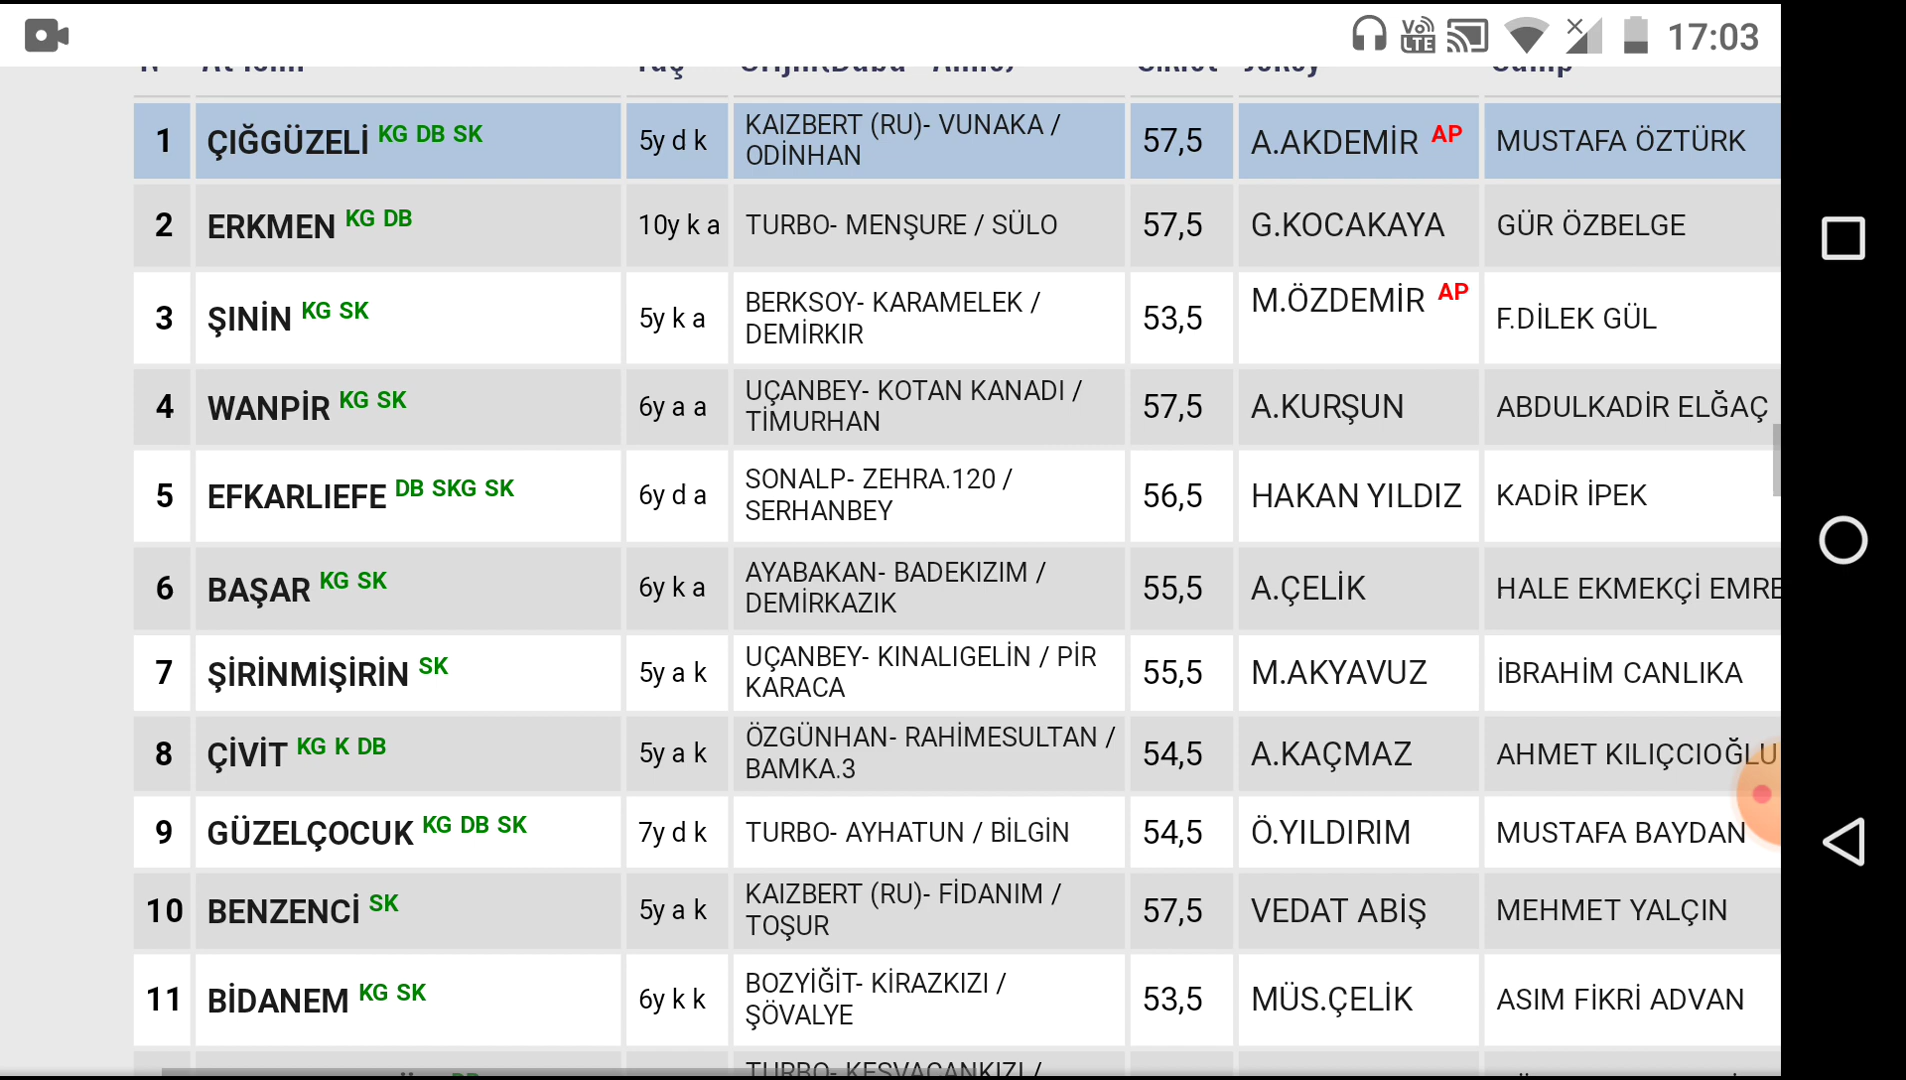 17:03
1 ÇIĞGÜZELİ KG DB SK 5y d k KAIZBERT (RU)- VUNAKA / ODİNHAN 57,5 A.AKDEMİR AP MUSTAFA ÖZTÜRK
2 ERKMEN KG DB 10y k a TURBO- MENŞURE / SÜLO 57,5 G.KOCAKAYA GÜR ÖZBELGE
3 ŞINİN KG SK 5y k a BERKSOY- KARAMELEK / DEMİRKIR 53,5 M.ÖZDEMİR AP F.DİLEK GÜL
4 WANPİR KG SK 6y a a UÇANBEY- KOTAN KANADI / TİMURHAN 57,5 A.KURŞUN ABDULKADİR ELĞAÇ
5 EFKARLIEFE DB SKG SK 6y d a SONALP- ZEHRA.120 / SERHANBEY 56,5 HAKAN YILDIZ KADİR İPEK
6 BAŞAR KG SK 6y k a AYABAKAN- BADEKIZIM / DEMİRKAZIK 55,5 A.ÇELİK HALE EKMEKÇİ EMRE
7 ŞİRİNMİŞİRİN SK 5y a k UÇANBEY- KINALIGELİN / PİR KARACA 55,5 M.AKYAVUZ İBRAHİM CANLIKA
8 ÇİVİT KG K DB 5y a k ÖZGÜNHAN- RAHİMESULTAN / BAMKA.3 54,5 A.KAÇMAZ AHMET KILIÇCIOĞLU
9 GÜZELÇOCUK KG DB SK 7y d k TURBO- AYHATUN / BİLGİN 54,5 Ö.YILDIRIM MUSTAFA BAYDAN
10 BENZENCİ SK 5y a k KAIZBERT (RU)- FİDANIM / TOŞUR 57,5 VEDAT ABİŞ MEHMET YALÇIN
11 BİDANEM KG SK 6y k k BOZYİĞİT- KİRAZKIZI / ŞÖVALYE 53,5 MÜS.ÇELİK ASIM FİKRİ ADVAN